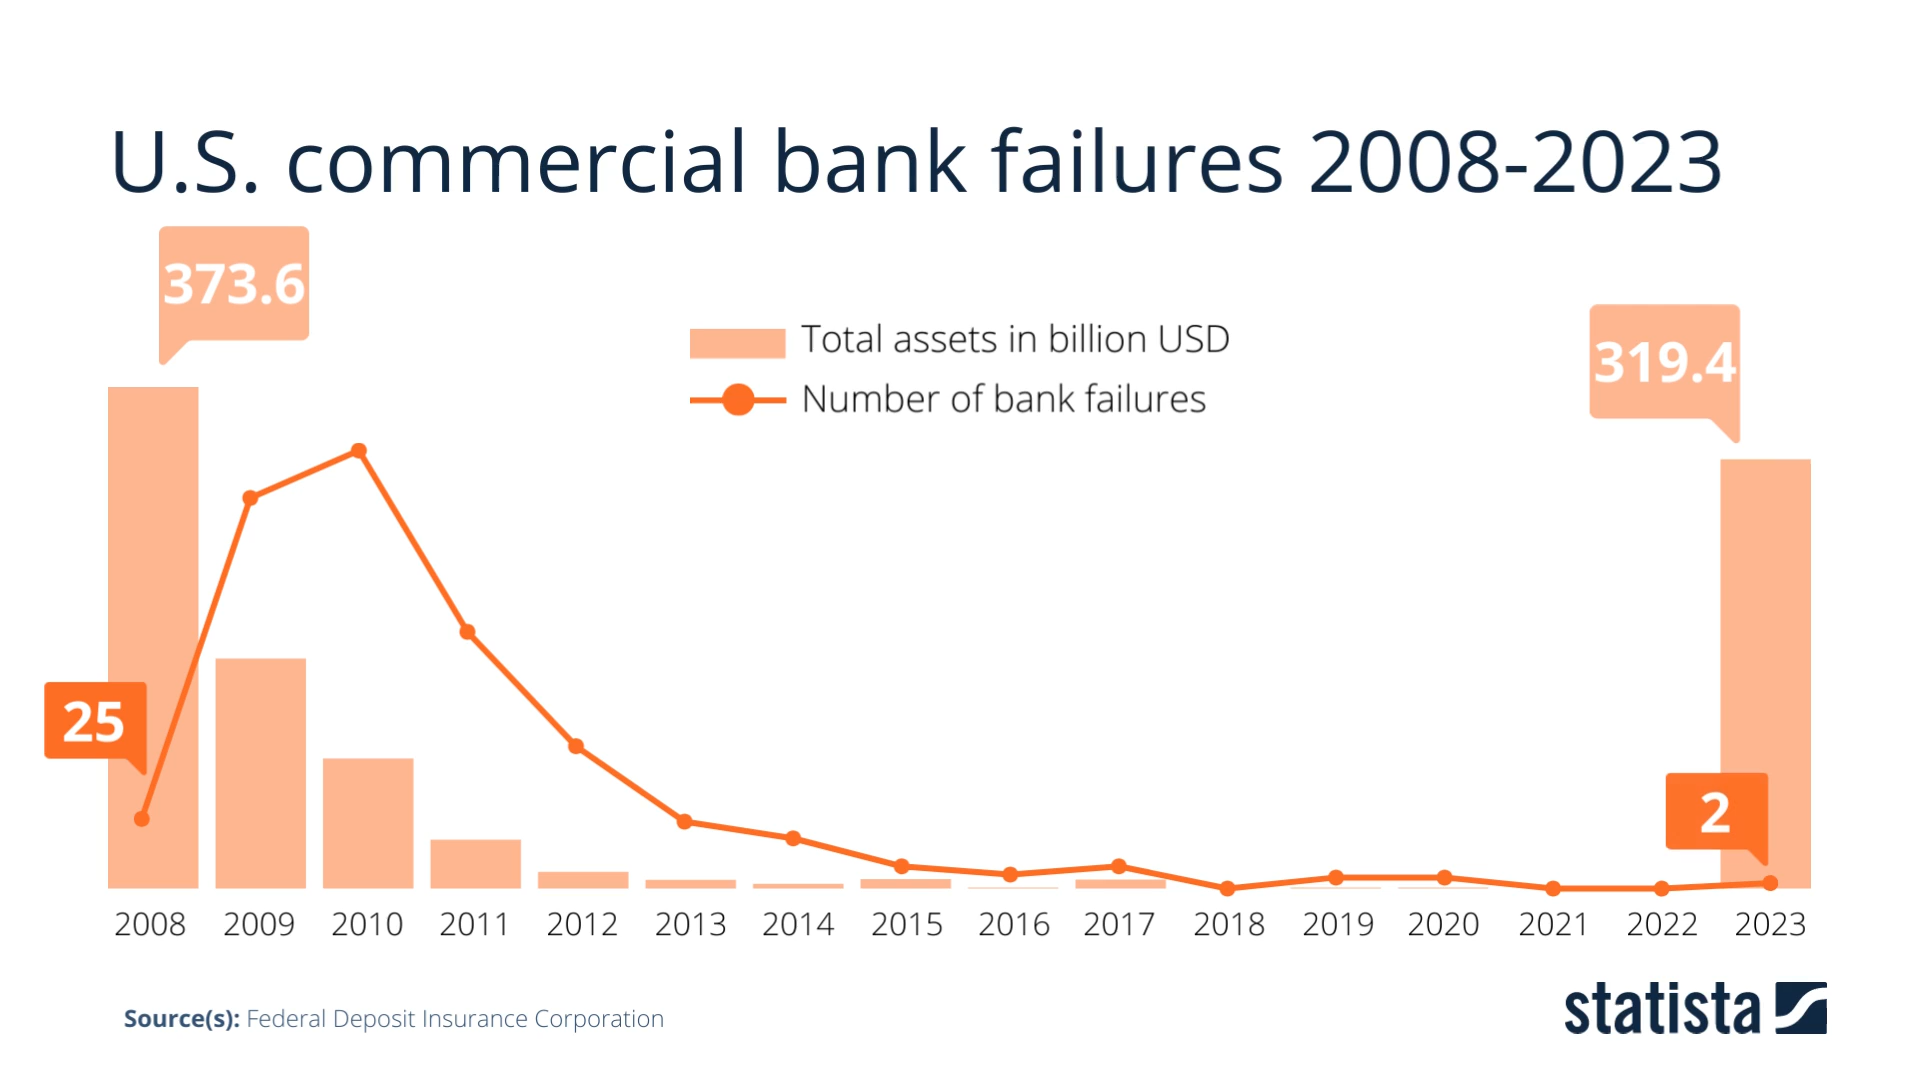 U.S. commercial bank failures 2008-2023
373.6
Total assets in billion USD
319.4
Number of bank failures
25
2
2008 2009 2010 2011 2012 2013 2014 2015 2016 2017 2018 2019 2020 2021 2022 2023
Source(s): Federal Deposit Insurance Corporation
statista